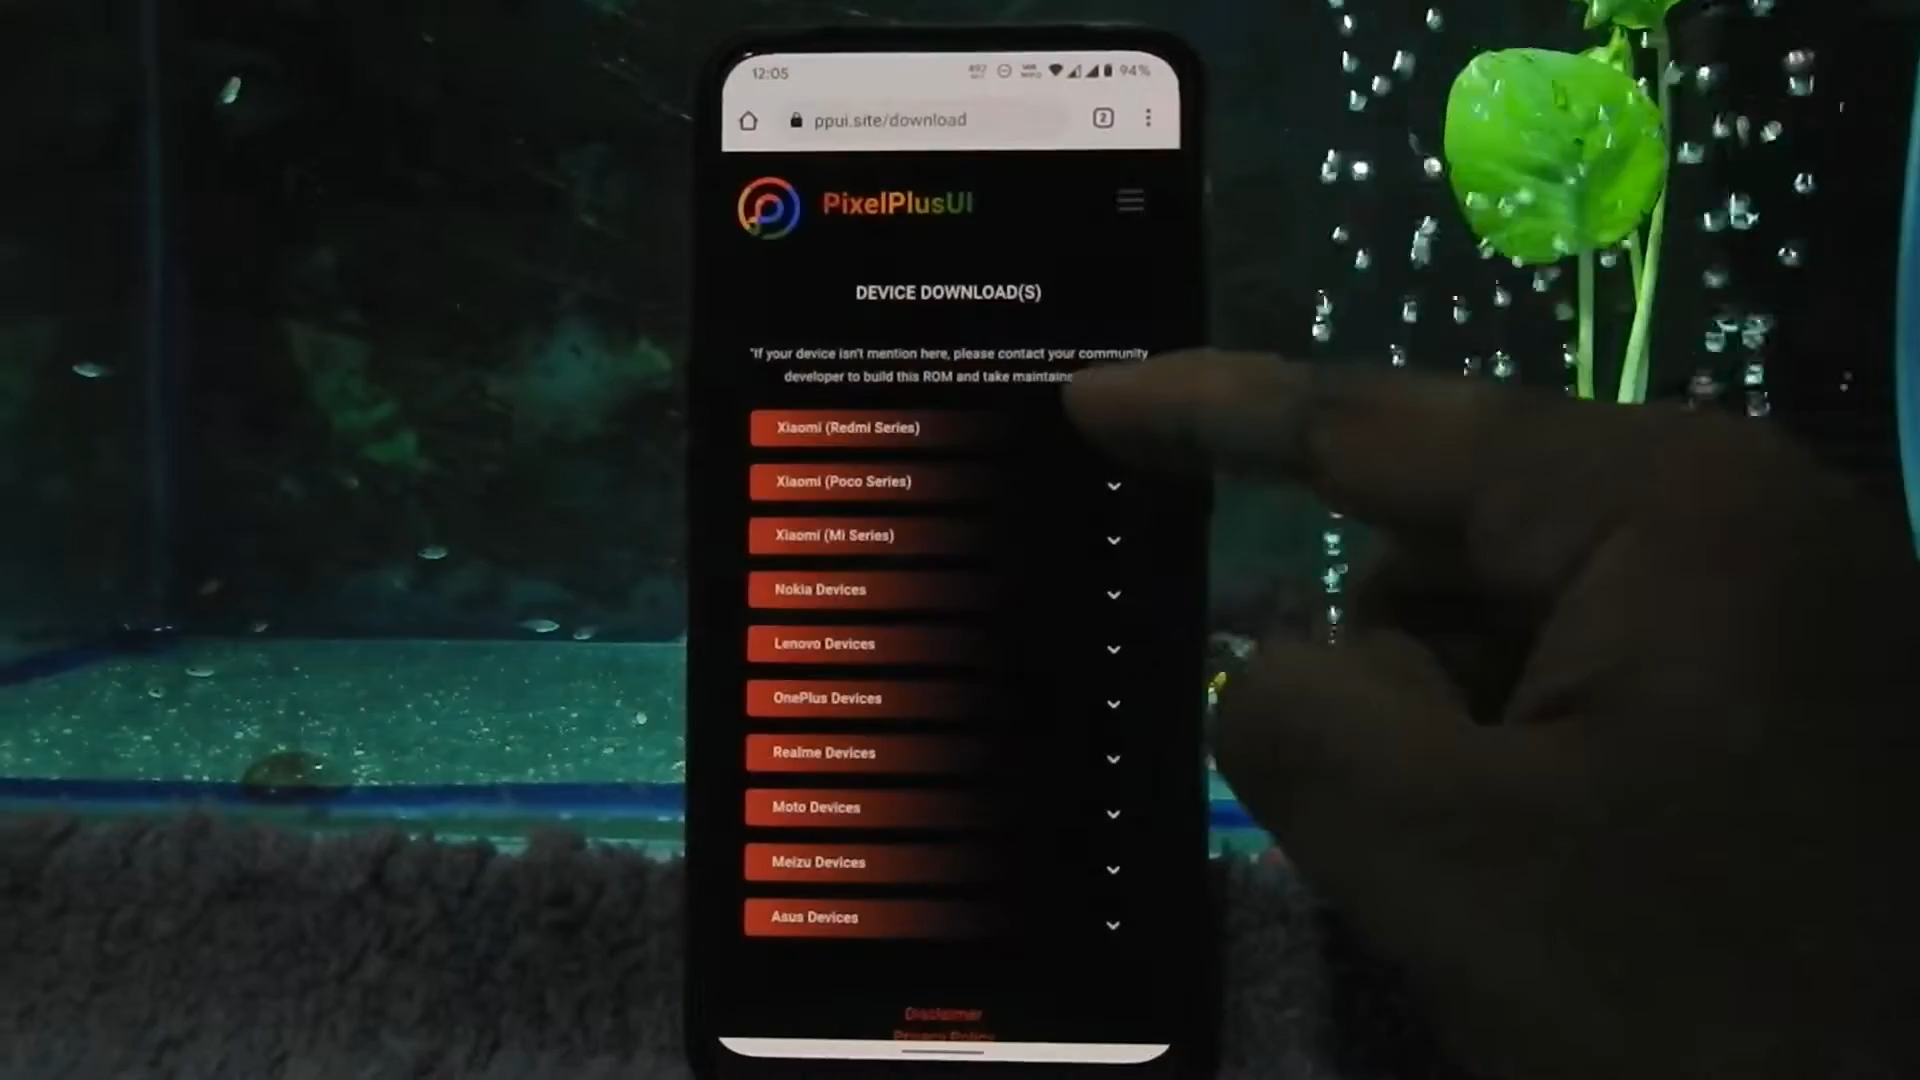 12:05
94%
ppui.site/download
2
PixelPlusUI
DEVICE DOWNLOAD(S)
"If your device isn't mention here, please contact your community
developer to build this ROM and take
Xiaomi (Redmi Series)
Xiaomi (Poco Series)
Xiaomi (Mi Series)
Nokia Devices
Lenovo Devices
OnePlus Devices
Realme Devices
Moto Devices
Meizu Devices
Asus Devices
Disclaimer
Privacy Policy